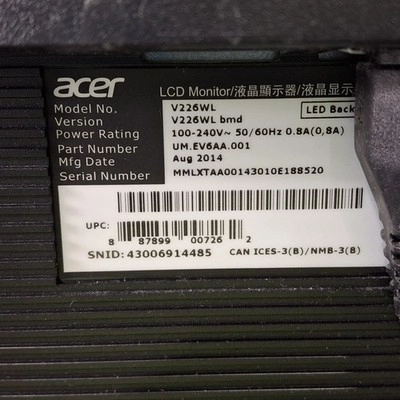 acer LCD Monitor/液晶顯示器/液晶显示
Model No. V226WL LED Back
Version V226WL bmd
Power Rating 100-240V~ 50/60Hz 0.8A(0,8A)
Part Number UM.EV6AA.001
Mfg Date Aug 2014
Serial Number MMLXTAA00143010E188520
UPC:
8 87899 00726 2
SNID: 43006914485 CAN ICES-3(B)/NMB-3(B)